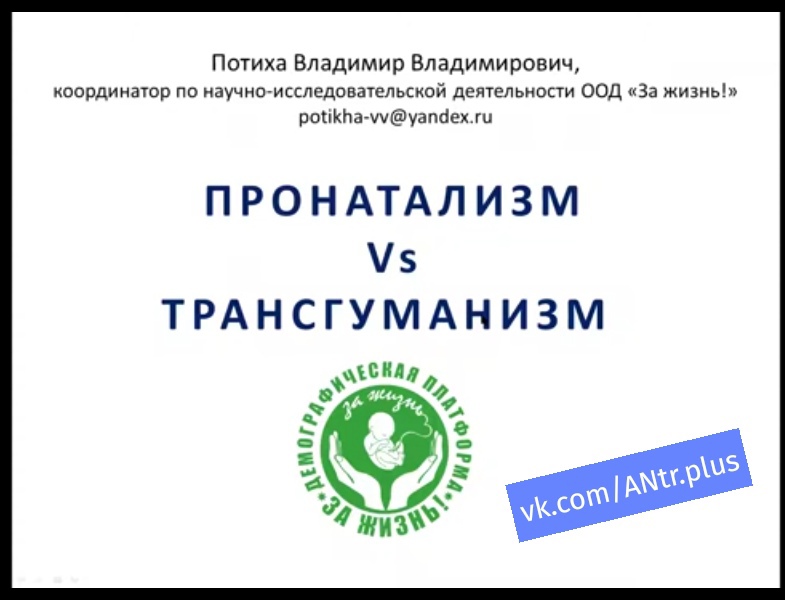 Потиха Владимир Владимирович,
координатор по научно-исследовательской деятельности ООД «За жизнь!»
potikha-vv@yandex.ru
ПРОНАТАЛИЗМ
Vs
ТРАНСГУМАНИЗМ
ДЕМОГРАФИЧЕСКАЯ ПЛАТФОРМА
за жизнь
ЗА ЖИЗНЬ!
vk.com/ANtr.plus